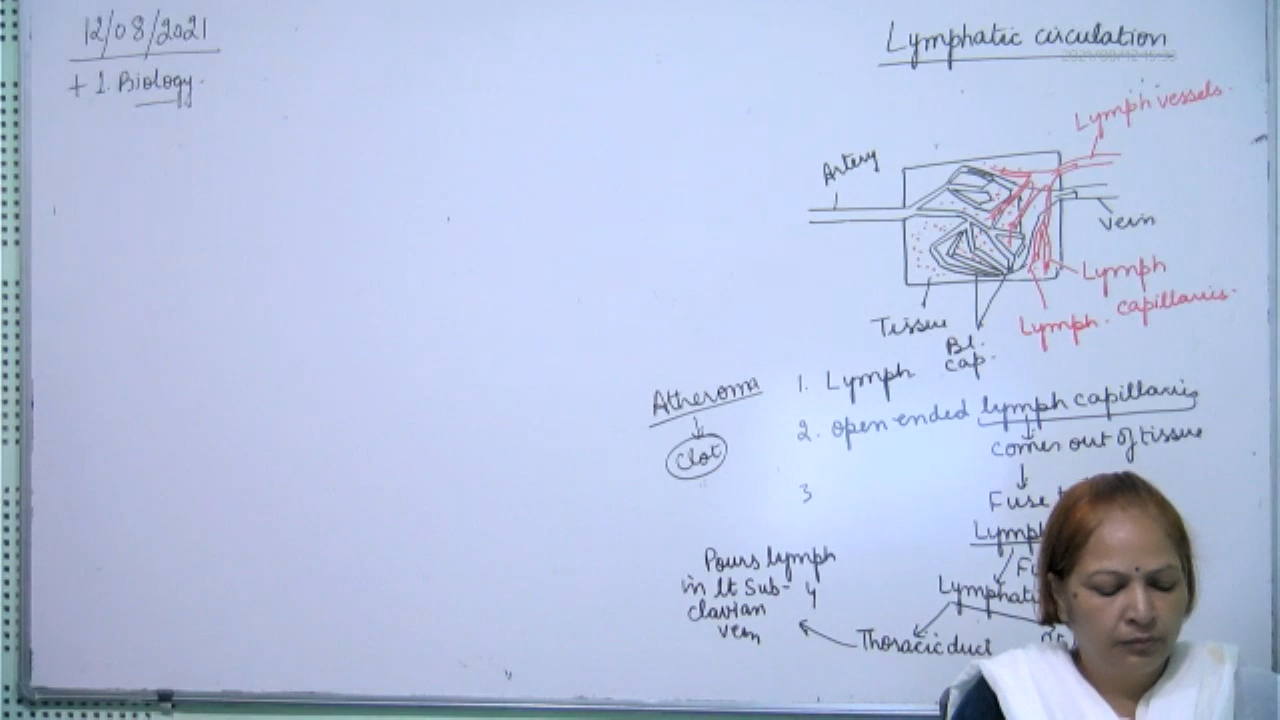 12/08/2021
+ 1. Biology.
Lymphatic circulation
Lymph vessels.
Artery
Vein
Lymph
capillaries.
Lymph.
Tissue
Bl.
cap.
Atheroma
Clot
1. Lymph
2. open ended lymph capillaries
comes out of tissue
Fuse
3
Lymph
Pours lymph
in lt Sub-
clavian
vein
4
Thoracic duct